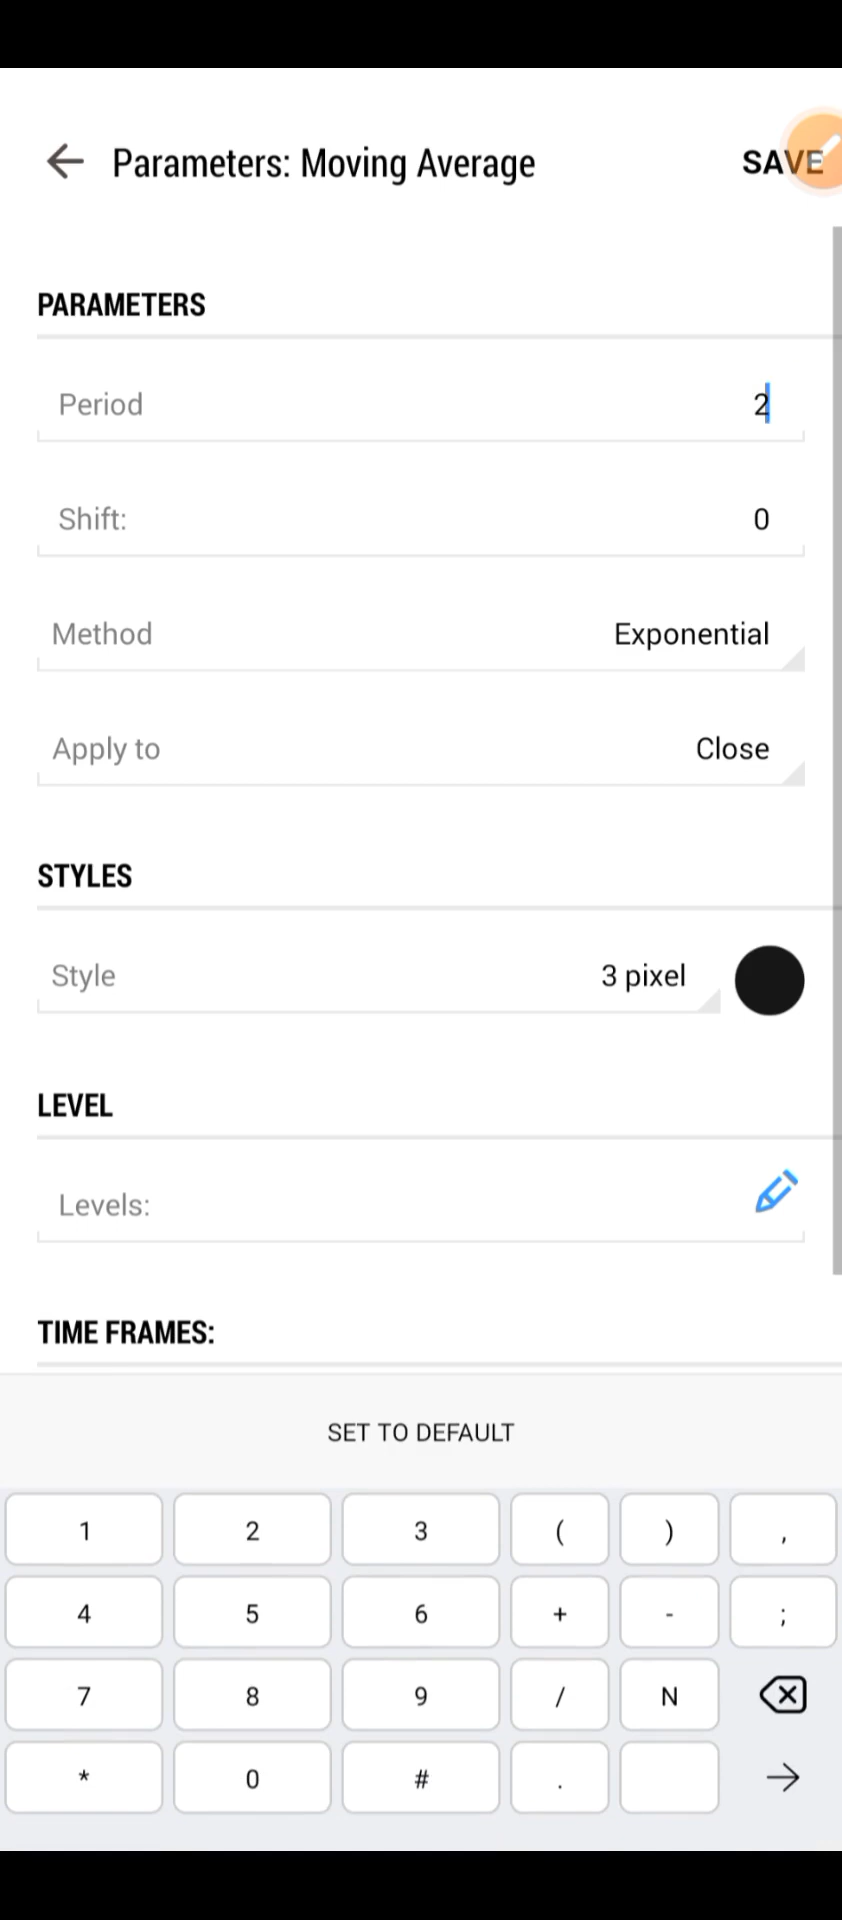 Parameters: Moving Average SAVE
PARAMETERS
Period 2
Shift: 0
Method Exponential
Apply to Close
STYLES
Style 3 pixel
LEVEL
Levels:
TIME FRAMES:
SET TO DEFAULT
1 2 3 ( ) ,
4 5 6 + - ;
7 8 9 / N
* 0 # .